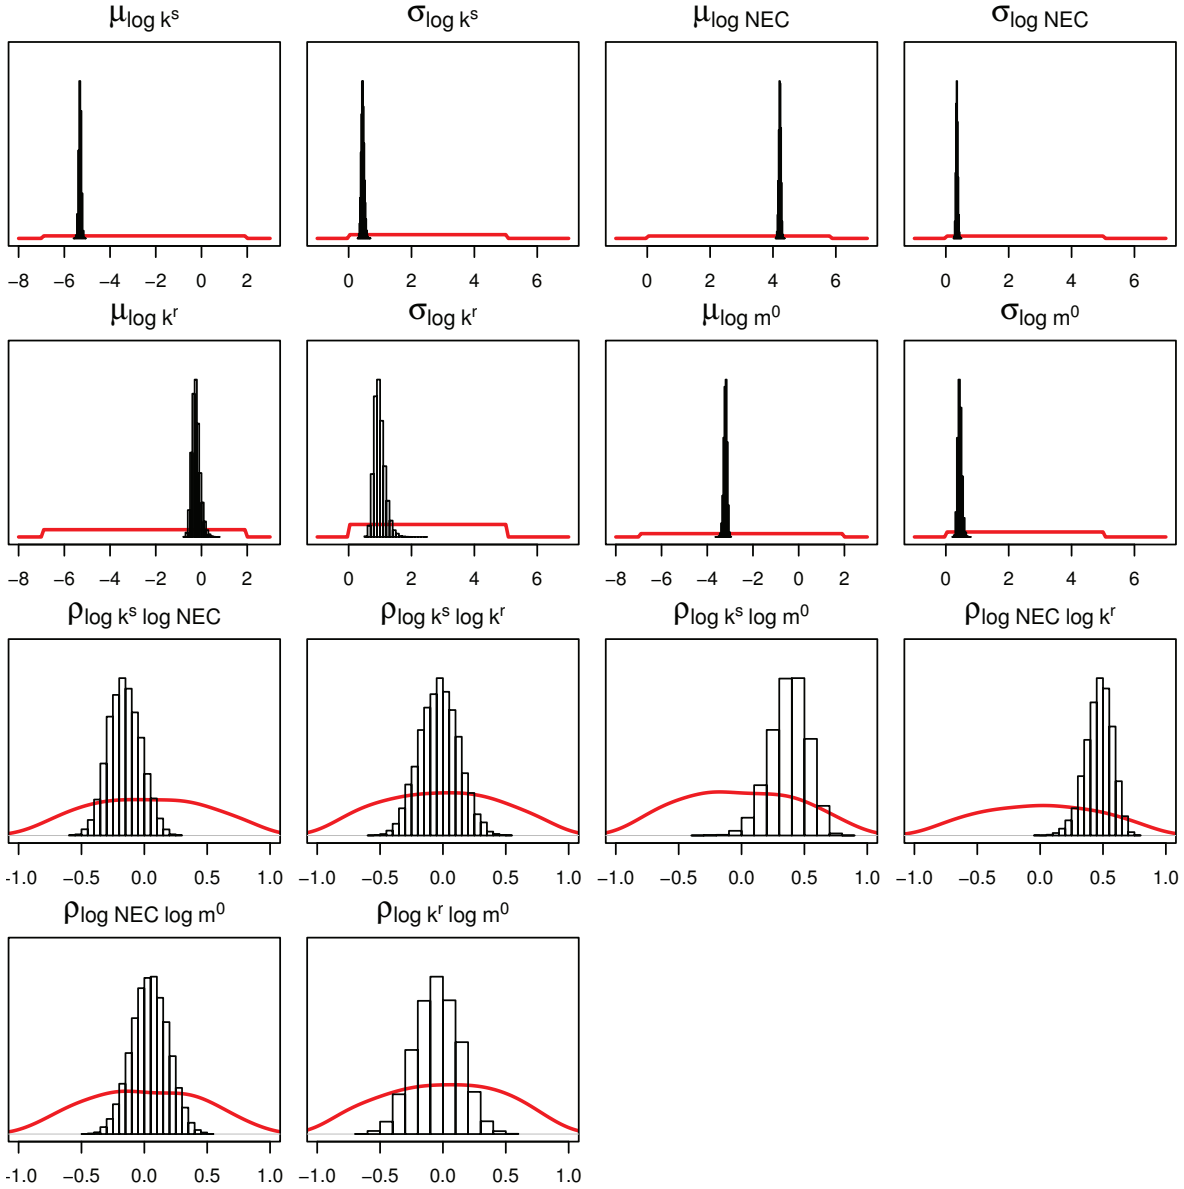 μlog kˢ σlog kˢ μlog NEC σlog NEC
−8 −6 −4 −2 0 2 0 2 4 6 0 2 4 6 0 2 4 6
μlog kʳ σlog kʳ μlog m⁰ σlog m⁰
−8 −6 −4 −2 0 2 0 2 4 6 −8 −6 −4 −2 0 2 0 2 4 6
ρlog kˢ log NEC ρlog kˢ log kʳ ρlog kˢ log m⁰ ρlog NEC log kʳ
-1.0 −0.5 0.0 0.5 1.0 −1.0 −0.5 0.0 0.5 1.0 −1.0 −0.5 0.0 0.5 1.0 −1.0 −0.5 0.0 0.5 1.0
ρlog NEC log m⁰ ρlog kʳ log m⁰
-1.0 −0.5 0.0 0.5 1.0 −1.0 −0.5 0.0 0.5 1.0